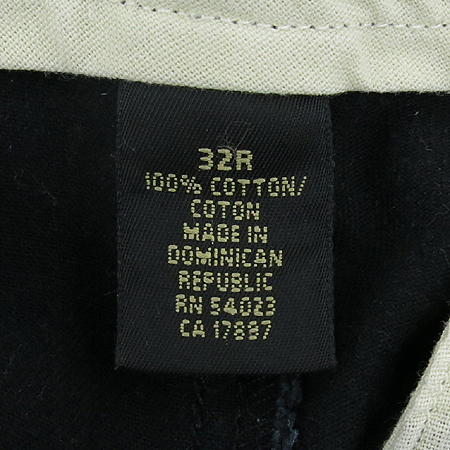 32R
100% COTTON/
COTON
MADE IN
DOMINICAN
REPUBLIC
RN 54023
CA 17887